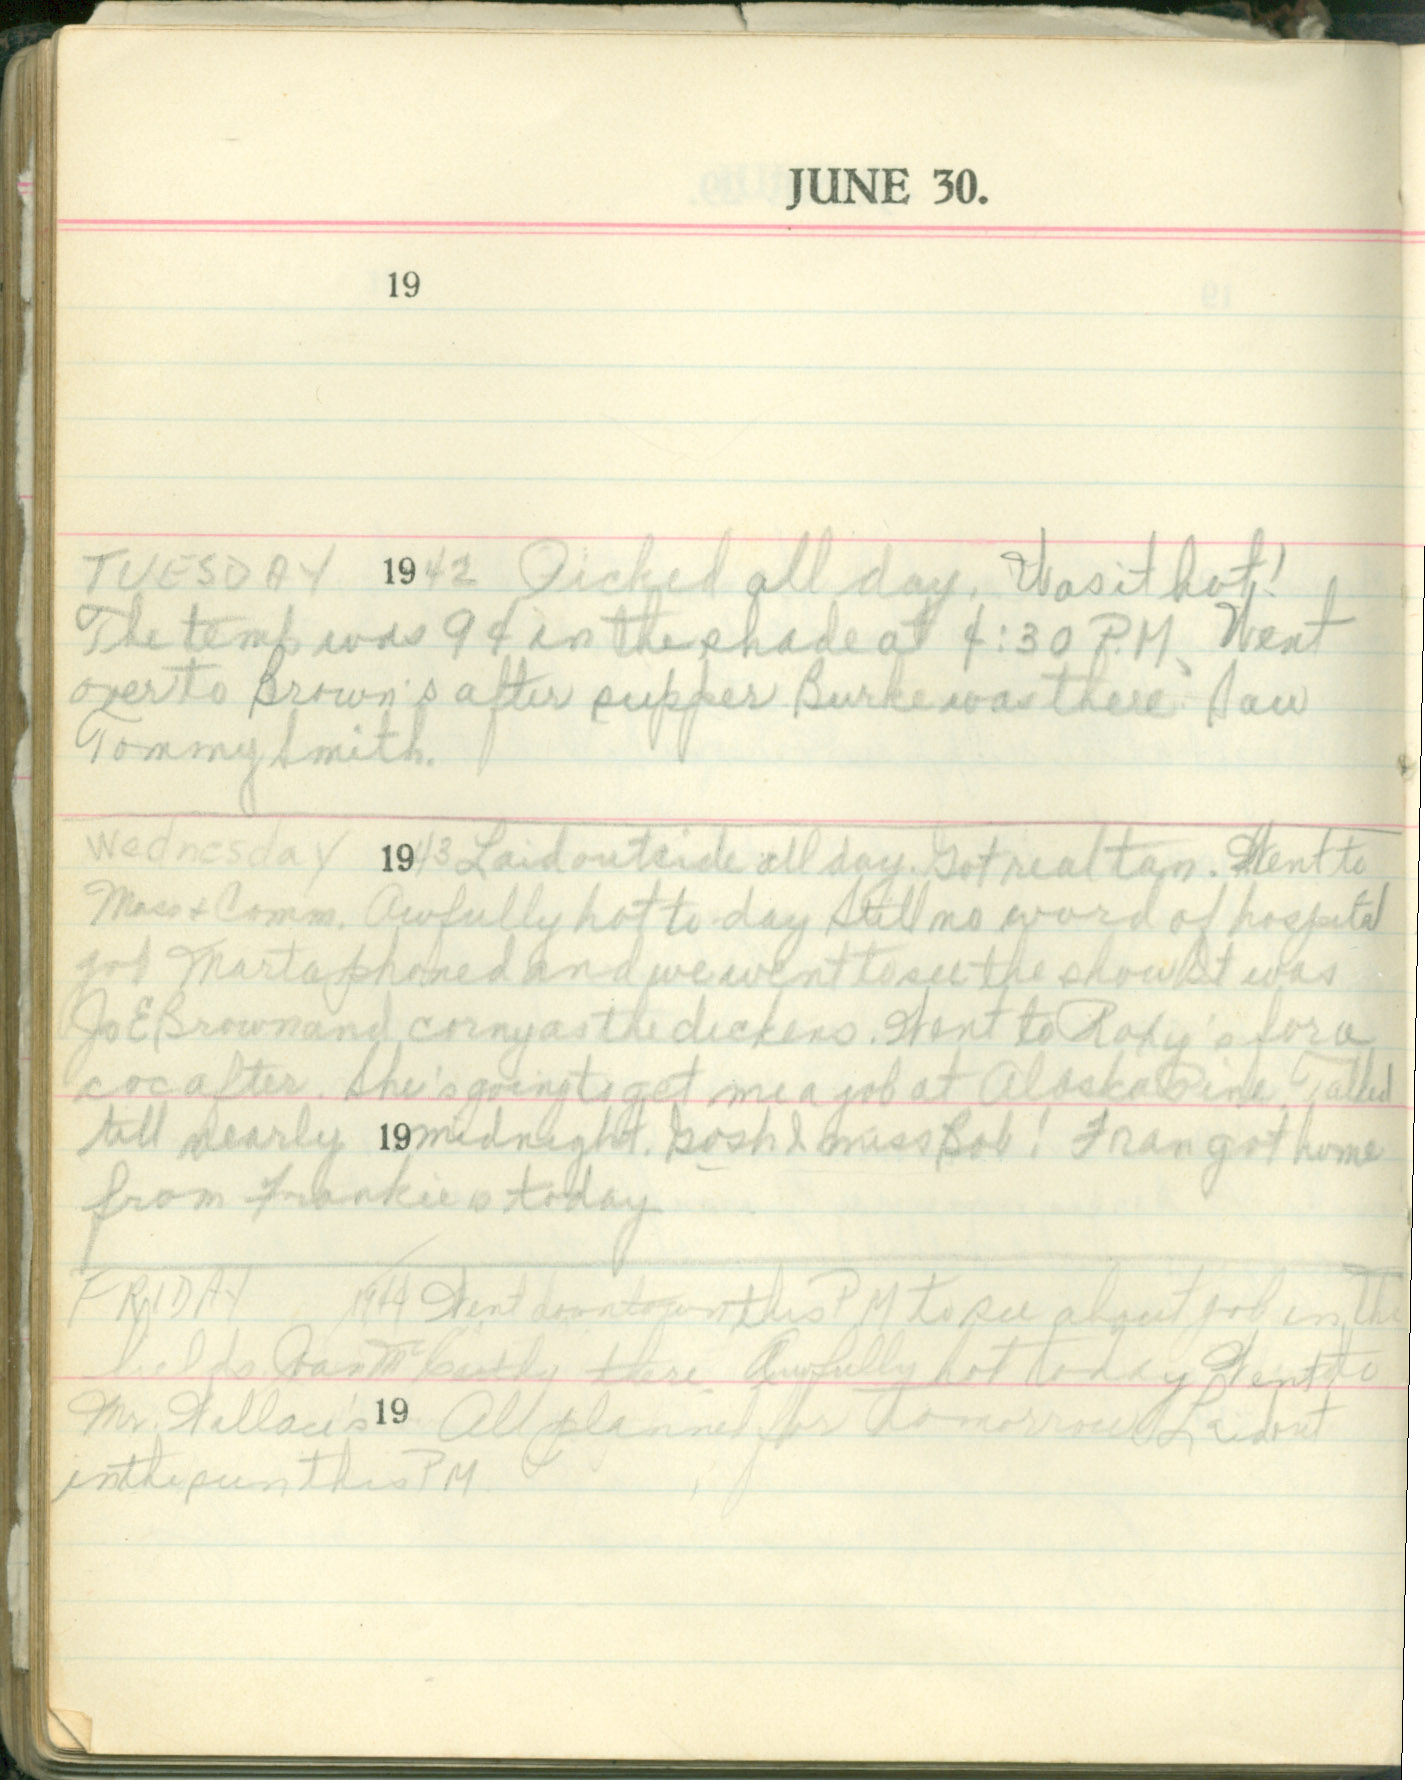 JUNE 30.
19
TUESDAY 1942 Picked all day. Was it hot!
The temp was 94 in the shade at 4:30 P.M. Went
over to Brown's after supper Burke was there. Saw
Tommy Smith.
Wednesday 1943 Laid outside all day. Got real tan. Went to
Mass + Comm. Awfully hot to-day Still no word of hospital
job Marta phoned and we went to see the show It was
Jo E Brown and corny as the dickens. Went to Roxy's for a
coc after. She's going to get me a job at Alaska Pine. Talked
till nearly 19 midnight. Gosh I miss Bob! Fran got home
from Frankie's today
FRIDAY 1944 Went downtown this P M to see about job in the
fields. Joan McCarthy there. Awfully hot today Went to
Mr. Wallace's 19 All planned for tomorrow Laid out
in the sun this P M